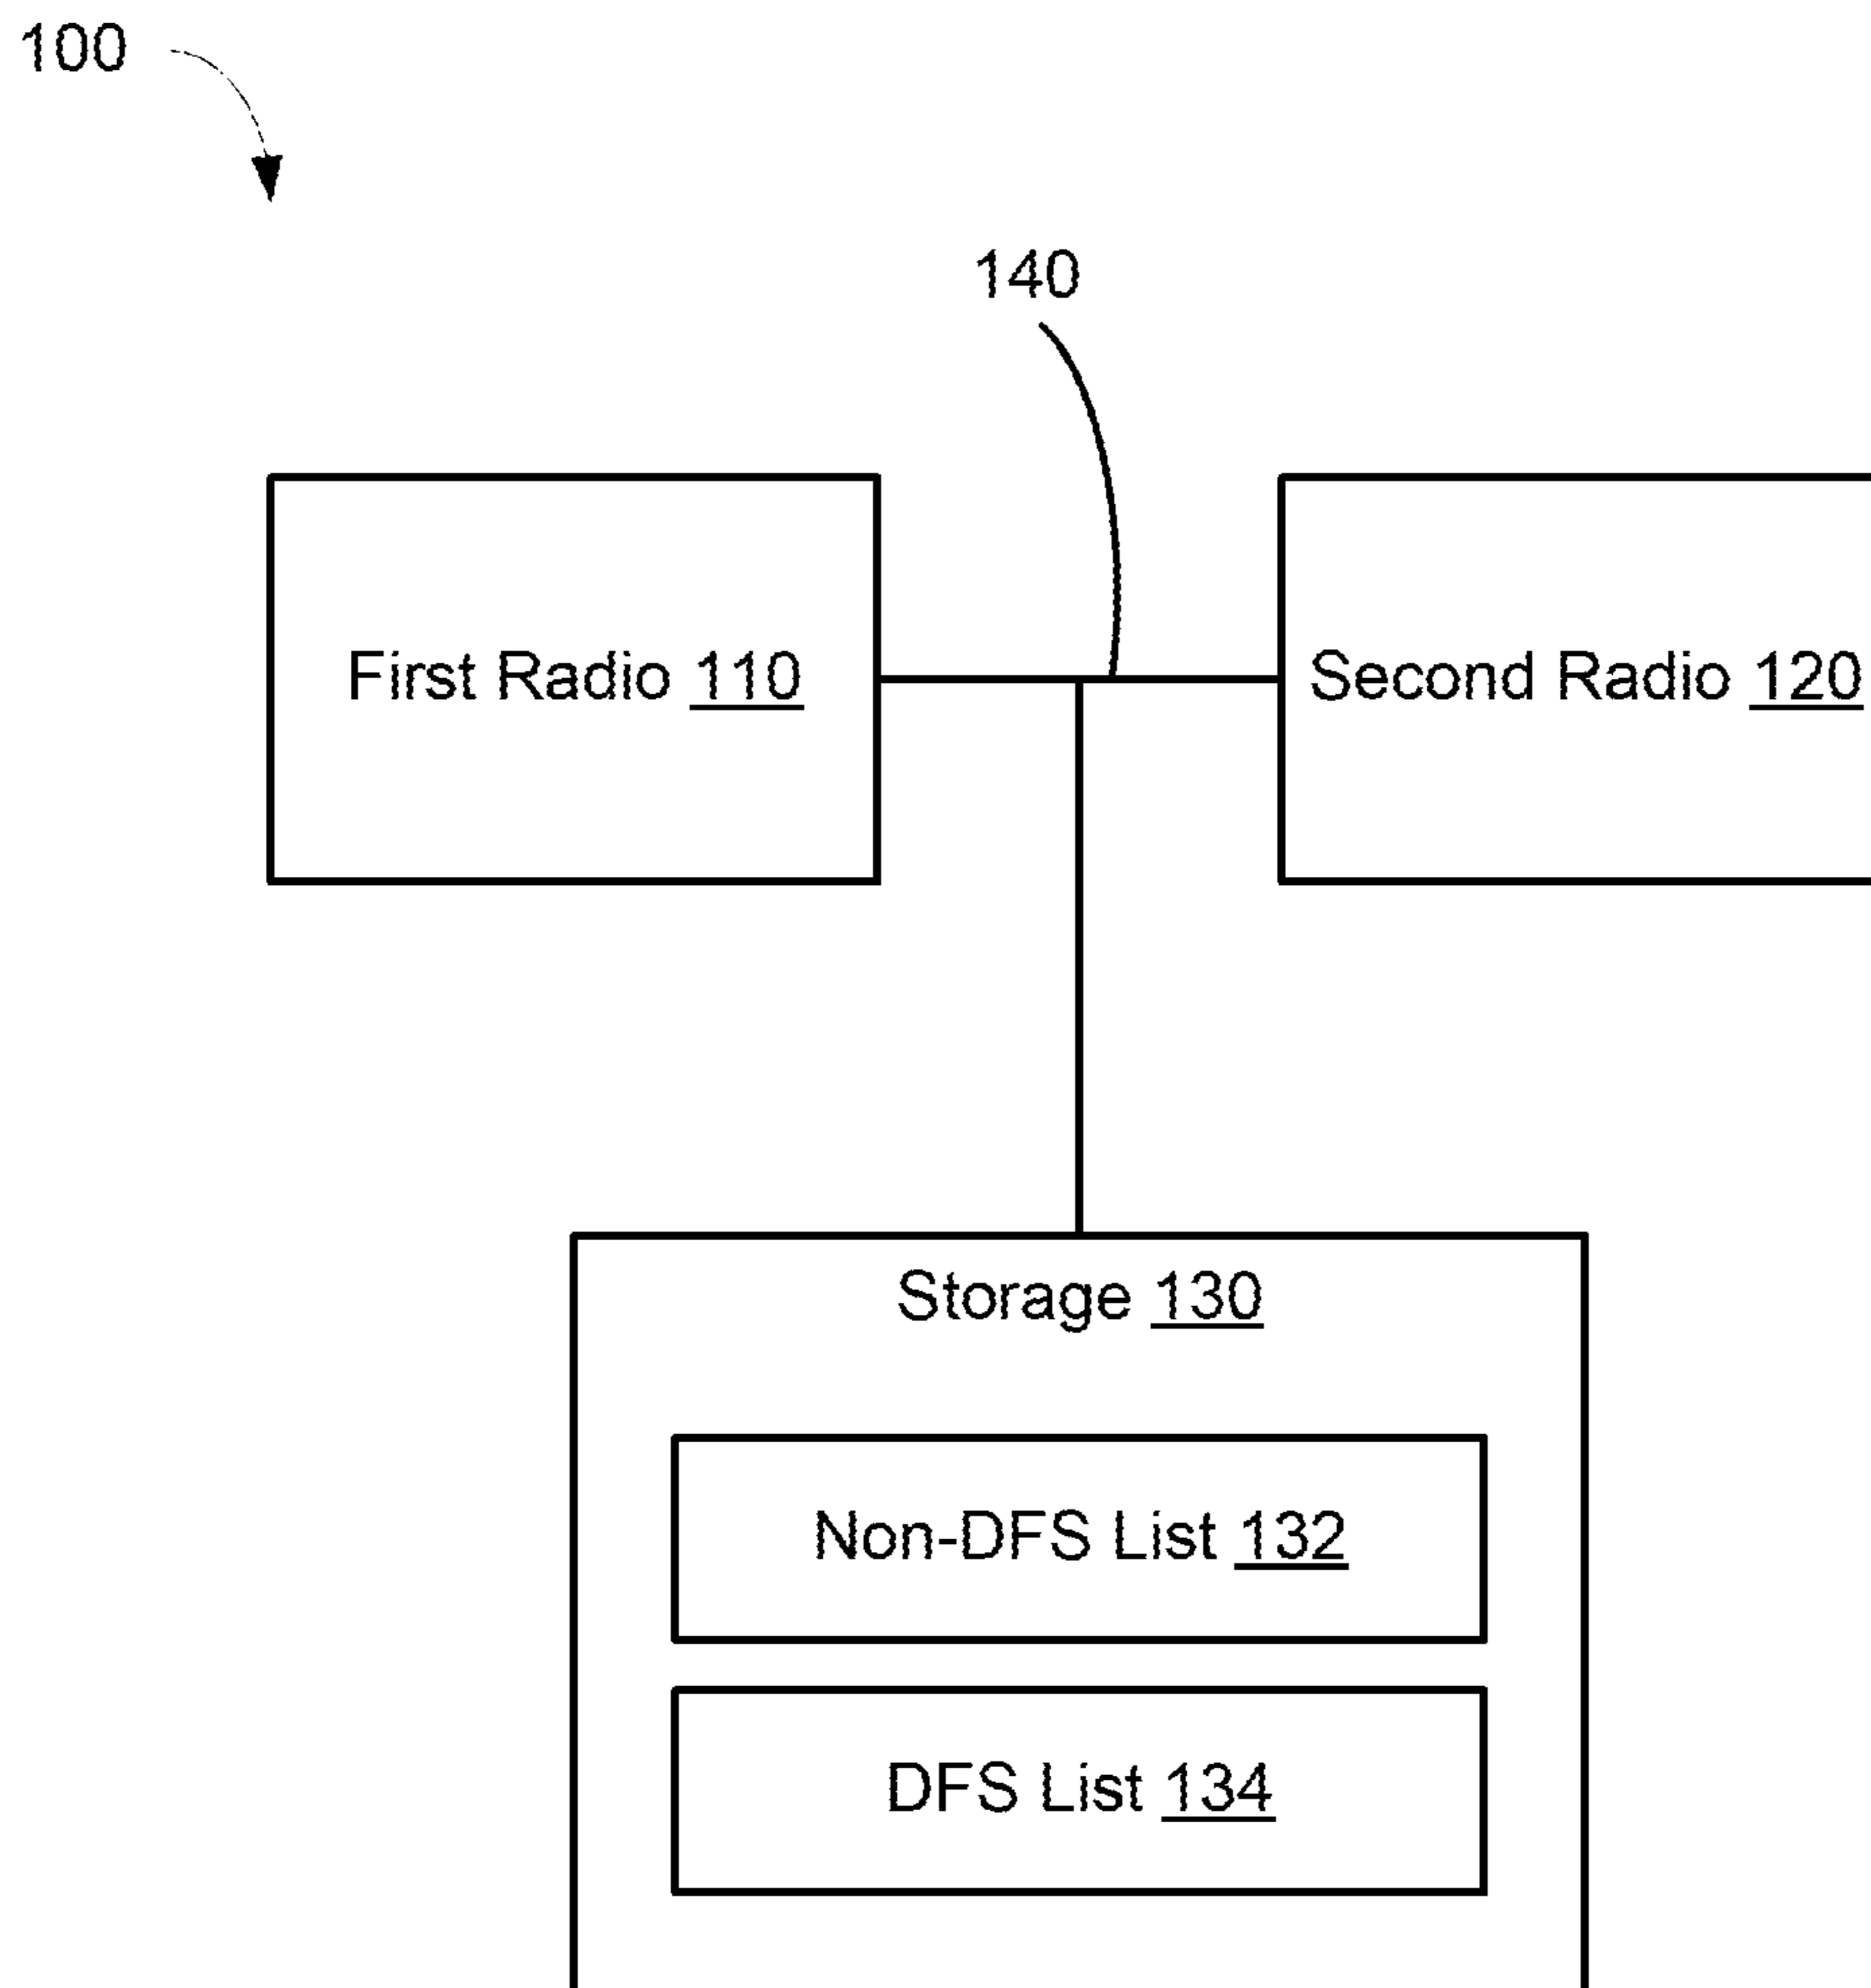 100
140
First Radio 110
Second Radio 120
Storage 130
Non-DFS List 132
DFS List 134